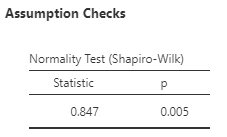 Assumption Checks
Normality Test (Shapiro-Wilk)
Statistic p
0.847 0.005